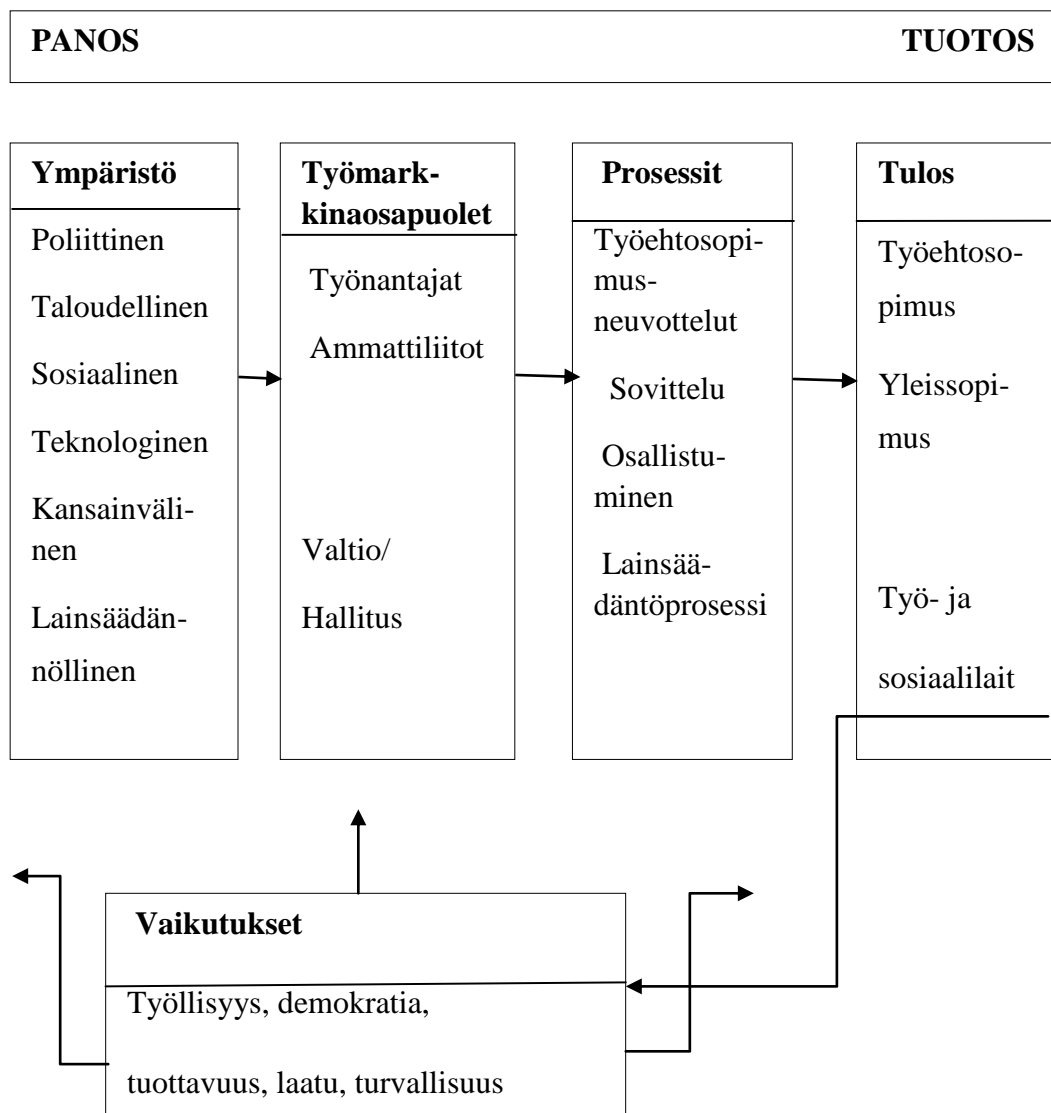 PANOS TUOTOS
Ympäristö
Poliittinen
Taloudellinen
Sosiaalinen
Teknologinen
Kansainväli-
nen
Lainsäädän-
nöllinen
Työmark-
kinaosapuolet
Työnantajat
Ammattiliitot
Valtio/
Hallitus
Prosessit
Työehtosopi-
mus-
neuvottelut
Sovittelu
Osallistu-
minen
Lainsää-
däntöprosessi
Tulos
Työehtoso-
pimus
Yleissopi-
mus
Työ- ja
sosiaalilait
Vaikutukset
Työllisyys, demokratia,
tuottavuus, laatu, turvallisuus